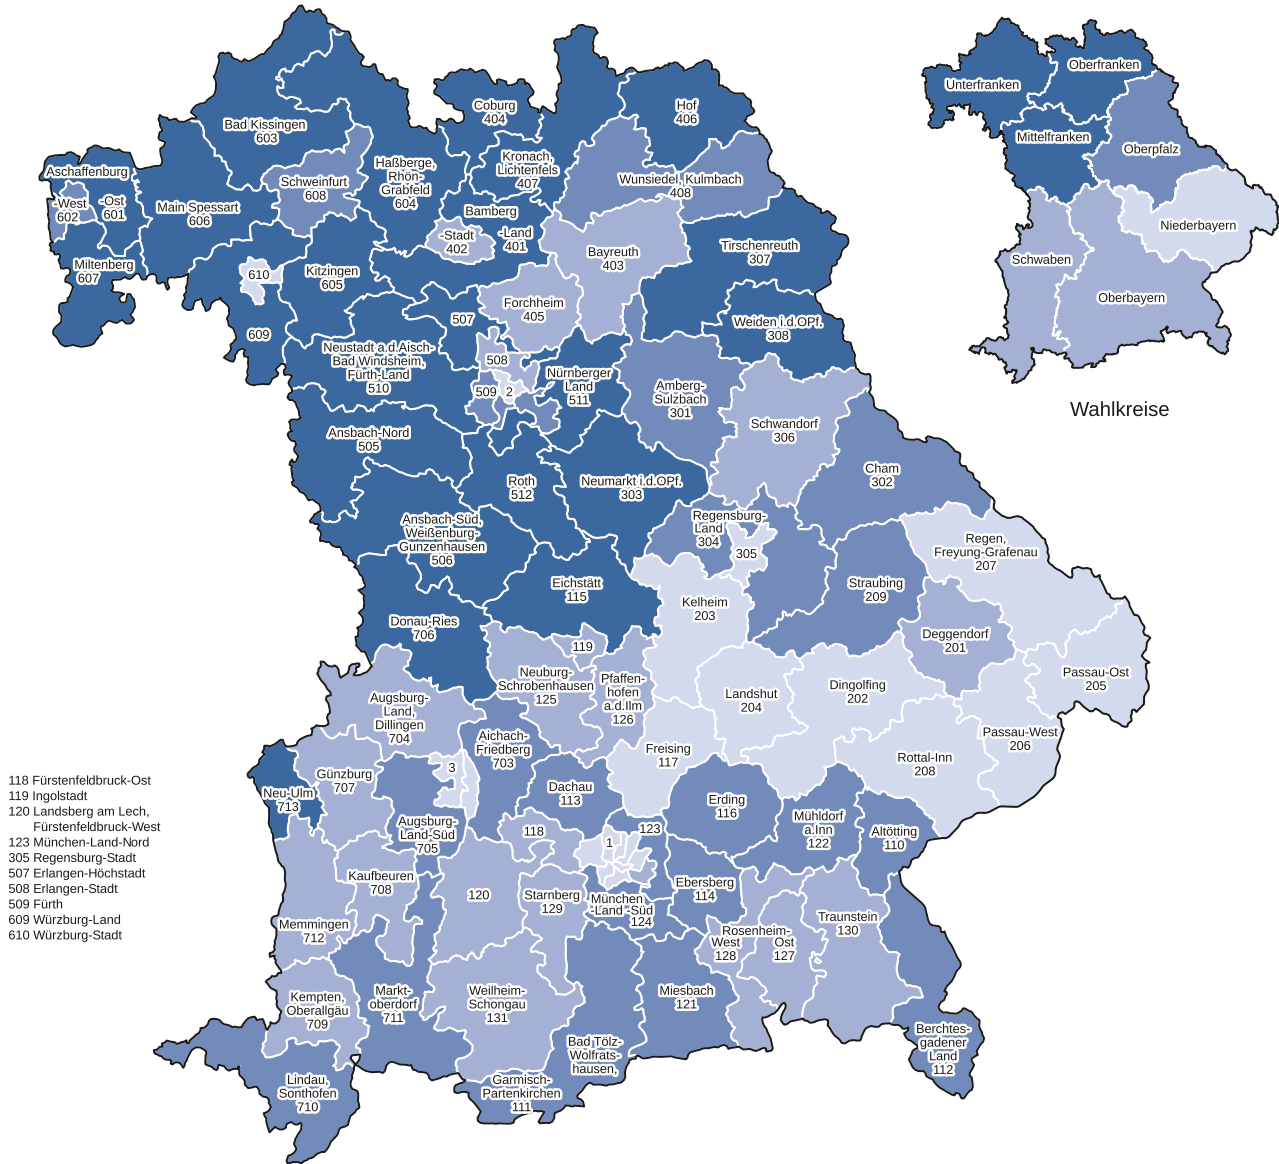 Coburg
404
Hof
406
Bad Kissingen
603
Kronach,
Lichtenfels
407
Haßberge,
Rhön-
Grabfeld
604
Aschaffenburg
-West
602
-Ost
601
Schweinfurt
608
Wunsiedel, Kulmbach
408
Main Spessart
606
Bamberg
-Stadt
402
-Land
401
Bayreuth
403
Tirschenreuth
307
Miltenberg
607
610
Kitzingen
605
Forchheim
405
507
Weiden i.d.OPf.
308
609
Neustadt a.d.Aisch-
Bad Windsheim,
Fürth-Land
510
508
509
2
Nürnberger
Land
511
Amberg-
Sulzbach
301
Schwandorf
306
Ansbach-Nord
505
Roth
512
Neumarkt i.d.OPf.
303
Cham
302
Ansbach-Süd,
Weißenburg-
Gunzenhausen
506
Regensburg-
Land
304
305
Regen,
Freyung-Grafenau
207
Eichstätt
115
Straubing
209
Kelheim
203
Donau-Ries
706
119
Deggendorf
201
Neuburg-
Schrobenhausen
125
Pfaffen-
hofen
a.d.Ilm
126
Passau-Ost
205
Augsburg-
Land,
Dillingen
704
Landshut
204
Dingolfing
202
Aichach-
Friedberg
703
Passau-West
206
Freising
117
Rottal-Inn
208
3
Günzburg
707
Neu-Ulm
713
Dachau
113
Erding
116
Augsburg-
Land-Süd
705
118
1
123
Mühldorf
a.Inn
122
Altötting
110
Kaufbeuren
708
120
Starnberg
129
München
-Land -Süd
124
Ebersberg
114
Memmingen
712
Rosenheim-
West
128
Ost
127
Traunstein
130
Kempten,
Oberallgäu
709
Markt-
oberdorf
711
Weilheim-
Schongau
131
Miesbach
121
Bad Tölz-
Wolfrats-
hausen,
Garmisch-
Partenkirchen
111
Berchtes-
gadener
Land
112
Lindau,
Sonthofen
710
118 Fürstenfeldbruck-Ost
119 Ingolstadt
120 Landsberg am Lech,
Fürstenfeldbruck-West
123 München-Land-Nord
305 Regensburg-Stadt
507 Erlangen-Höchstadt
508 Erlangen-Stadt
509 Fürth
609 Würzburg-Land
610 Würzburg-Stadt
Unterfranken
Oberfranken
Mittelfranken
Oberpfalz
Niederbayern
Schwaben
Oberbayern
Wahlkreise